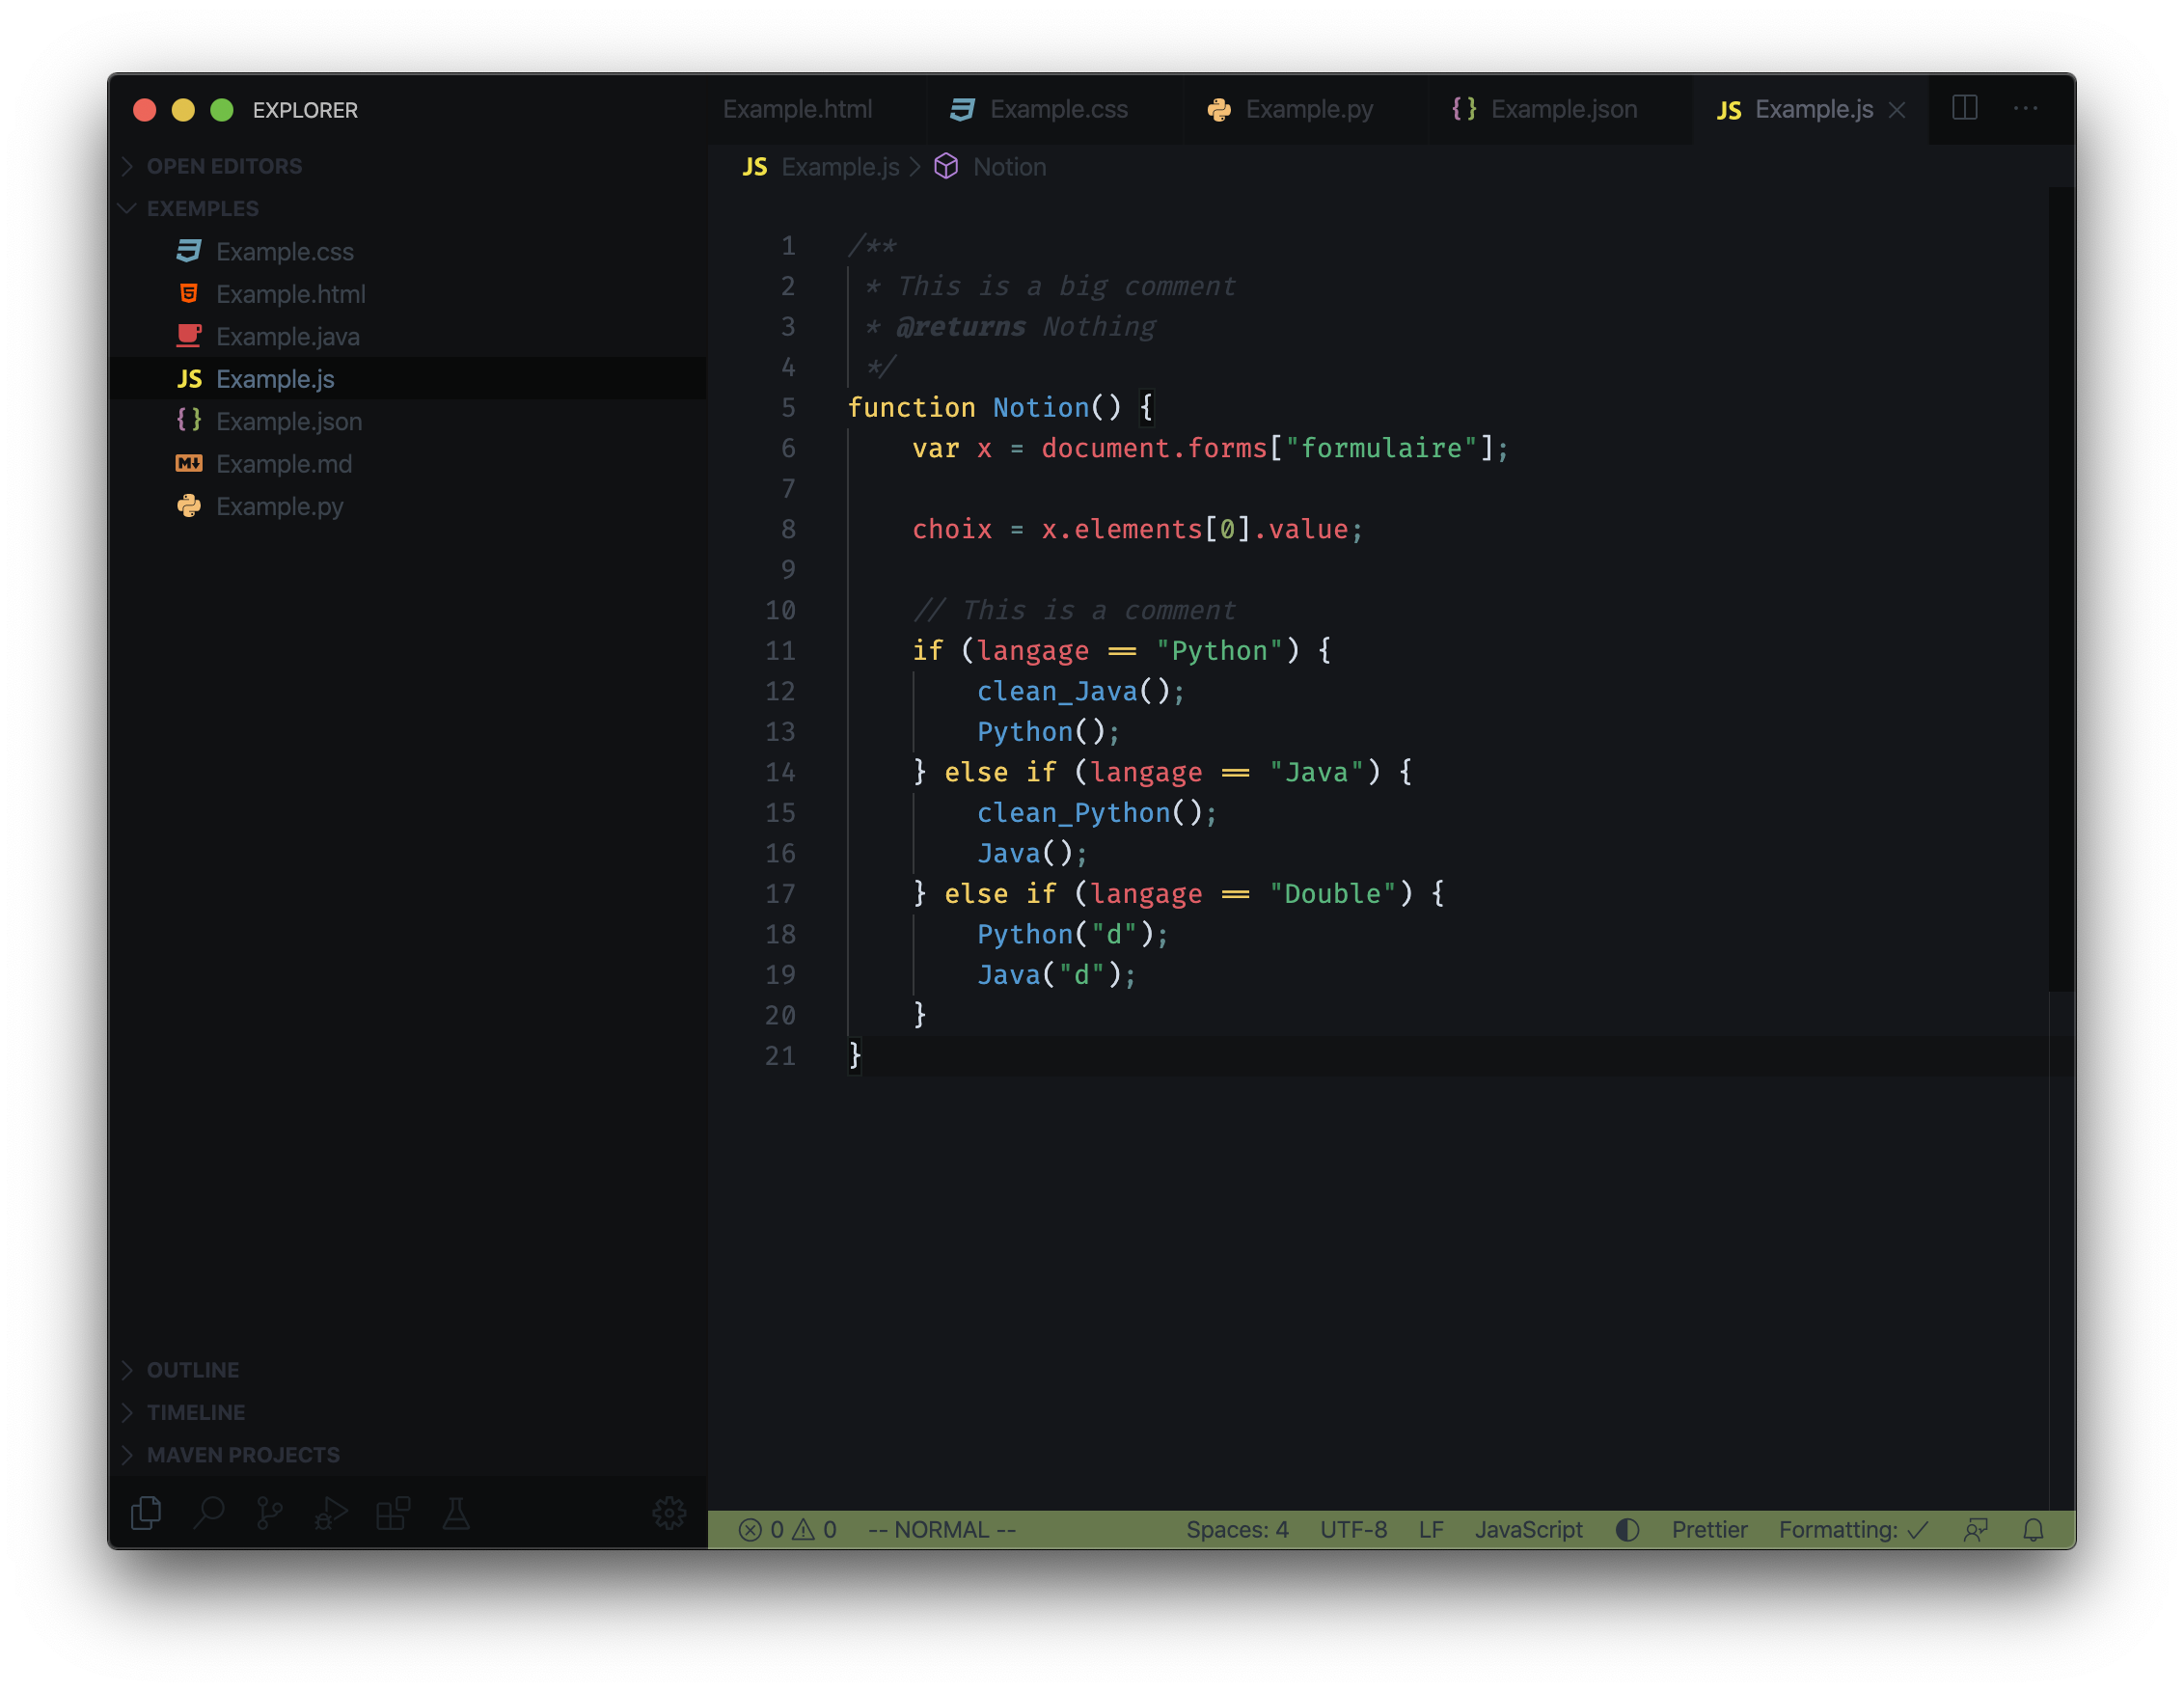 EXPLORER
Example.html
Example.css
Example.py
{ } Example.json
JS Example.js
OPEN EDITORS
EXEMPLES
Example.css
Example.html
Example.java
JS Example.js
{ } Example.json
M Example.md
Example.py
OUTLINE
TIMELINE
MAVEN PROJECTS
JS Example.js > Notion
1 /**
2  * This is a big comment
3  * @returns Nothing
4  */
5 function Notion() {
6     var x = document.forms["formulaire"];
7
8     choix = x.elements[0].value;
9
10     // This is a comment
11     if (langage == "Python") {
12         clean_Java();
13         Python();
14     } else if (langage == "Java") {
15         clean_Python();
16         Java();
17     } else if (langage == "Double") {
18         Python("d");
19         Java("d");
20     }
21 }
0 0 -- NORMAL -- Spaces: 4 UTF-8 LF JavaScript Prettier Formatting: ✓